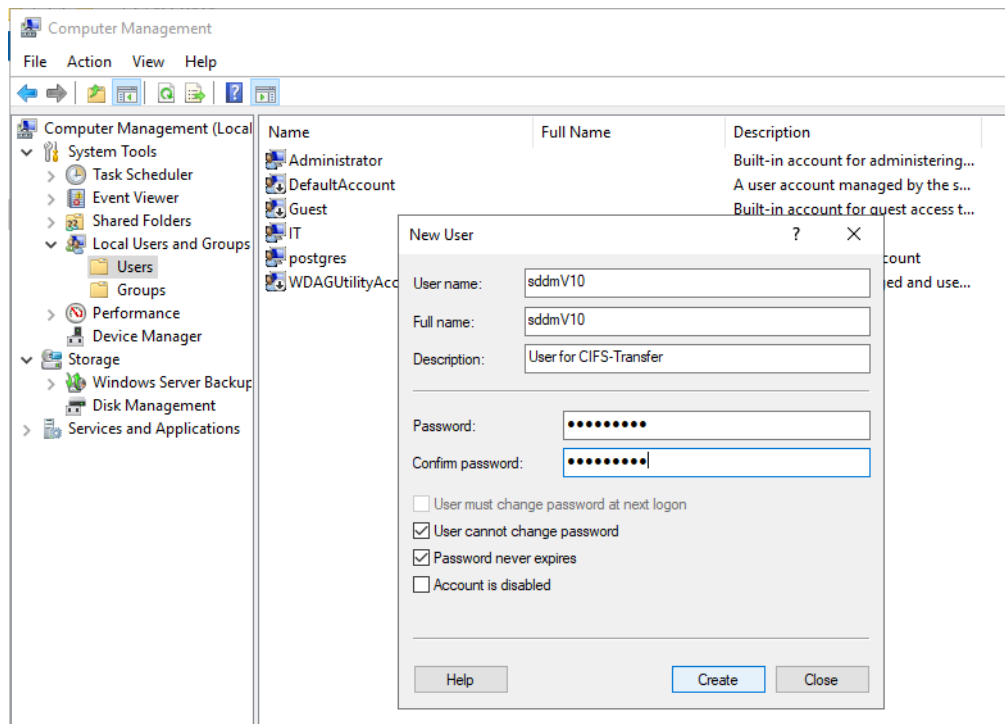 Computer Management
File Action View Help
Computer Management (Local
System Tools
Task Scheduler
Event Viewer
Shared Folders
Local Users and Groups
Users
Groups
Performance
Device Manager
Storage
Windows Server Backup
Disk Management
Services and Applications
Name Full Name Description
Administrator Built-in account for administering...
DefaultAccount A user account managed by the s...
Guest Built-in account for guest access t...
IT
postgres count
WDAGUtilityAcc ed and use...
New User ? X
User name: sddmV10
Full name: sddmV10
Description: User for CIFS-Transfer
Password: •••••••••
Confirm password: •••••••••
User must change password at next logon
User cannot change password
Password never expires
Account is disabled
Help Create Close